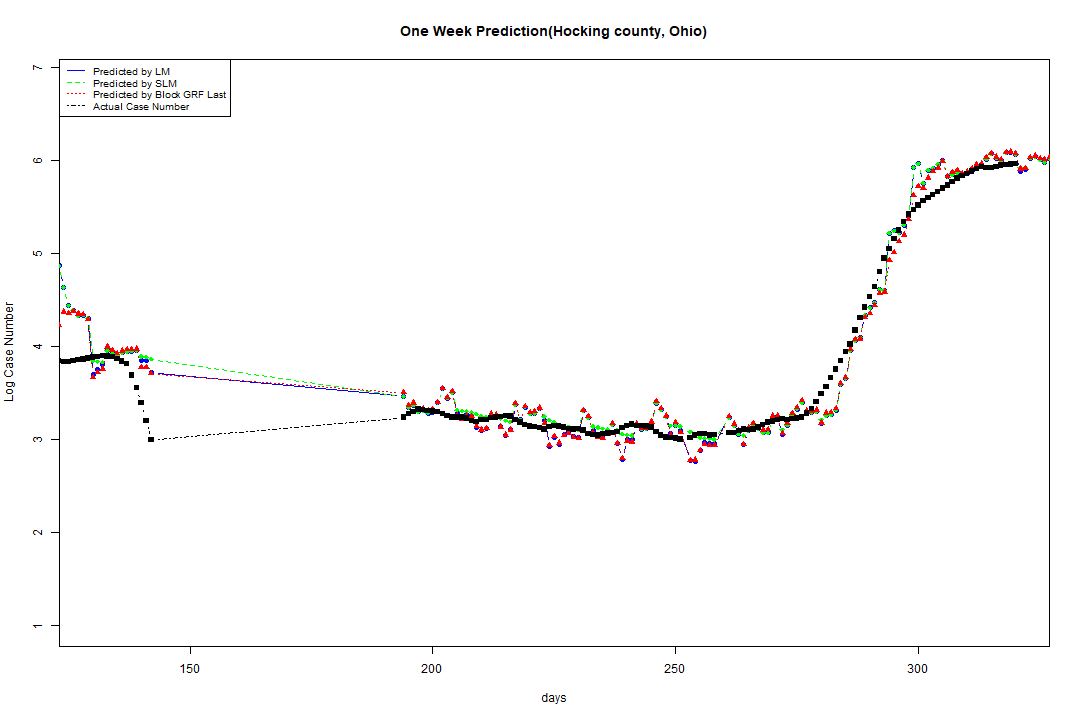 One Week Prediction(Hocking county, Ohio)
Predicted by LM
Predicted by SLM
Predicted by Block GRF Last
Actual Case Number
Log Case Number
7
6
5
4
3
2
1
150
200
250
300
days